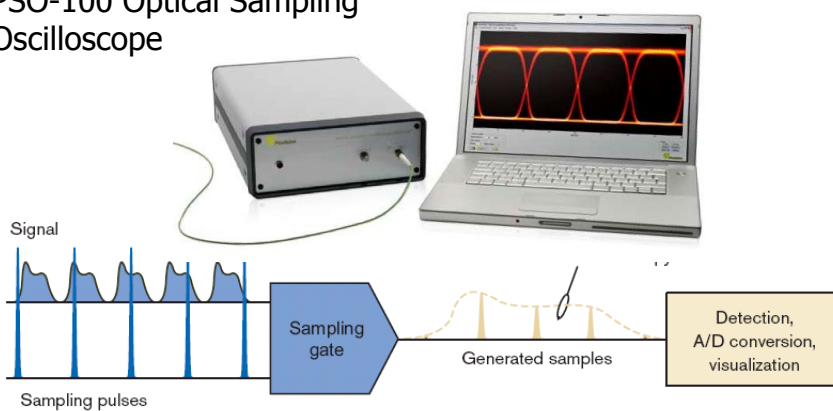 PSO-100 Optical Sampling
Oscilloscope
Signal
Sampling
gate
Generated samples
Detection,
A/D conversion,
visualization
Sampling pulses